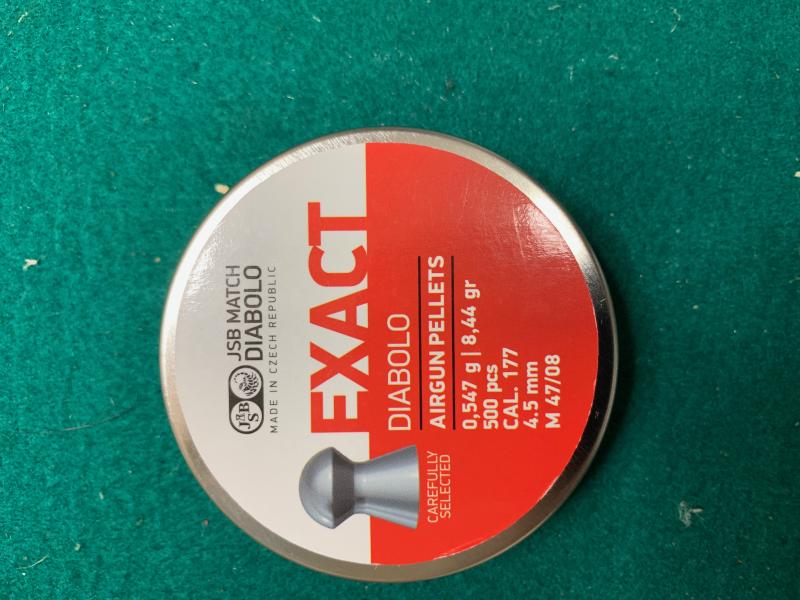 J&B
S
JSB MATCH
DIABOLO
MADE IN CZECH REPUBLIC
EXACT
DIABOLO
AIRGUN PELLETS
0,547 g | 8,44 gr
500 pcs
CAL. 177
4.5 mm
M 47/08
CAREFULLY
SELECTED